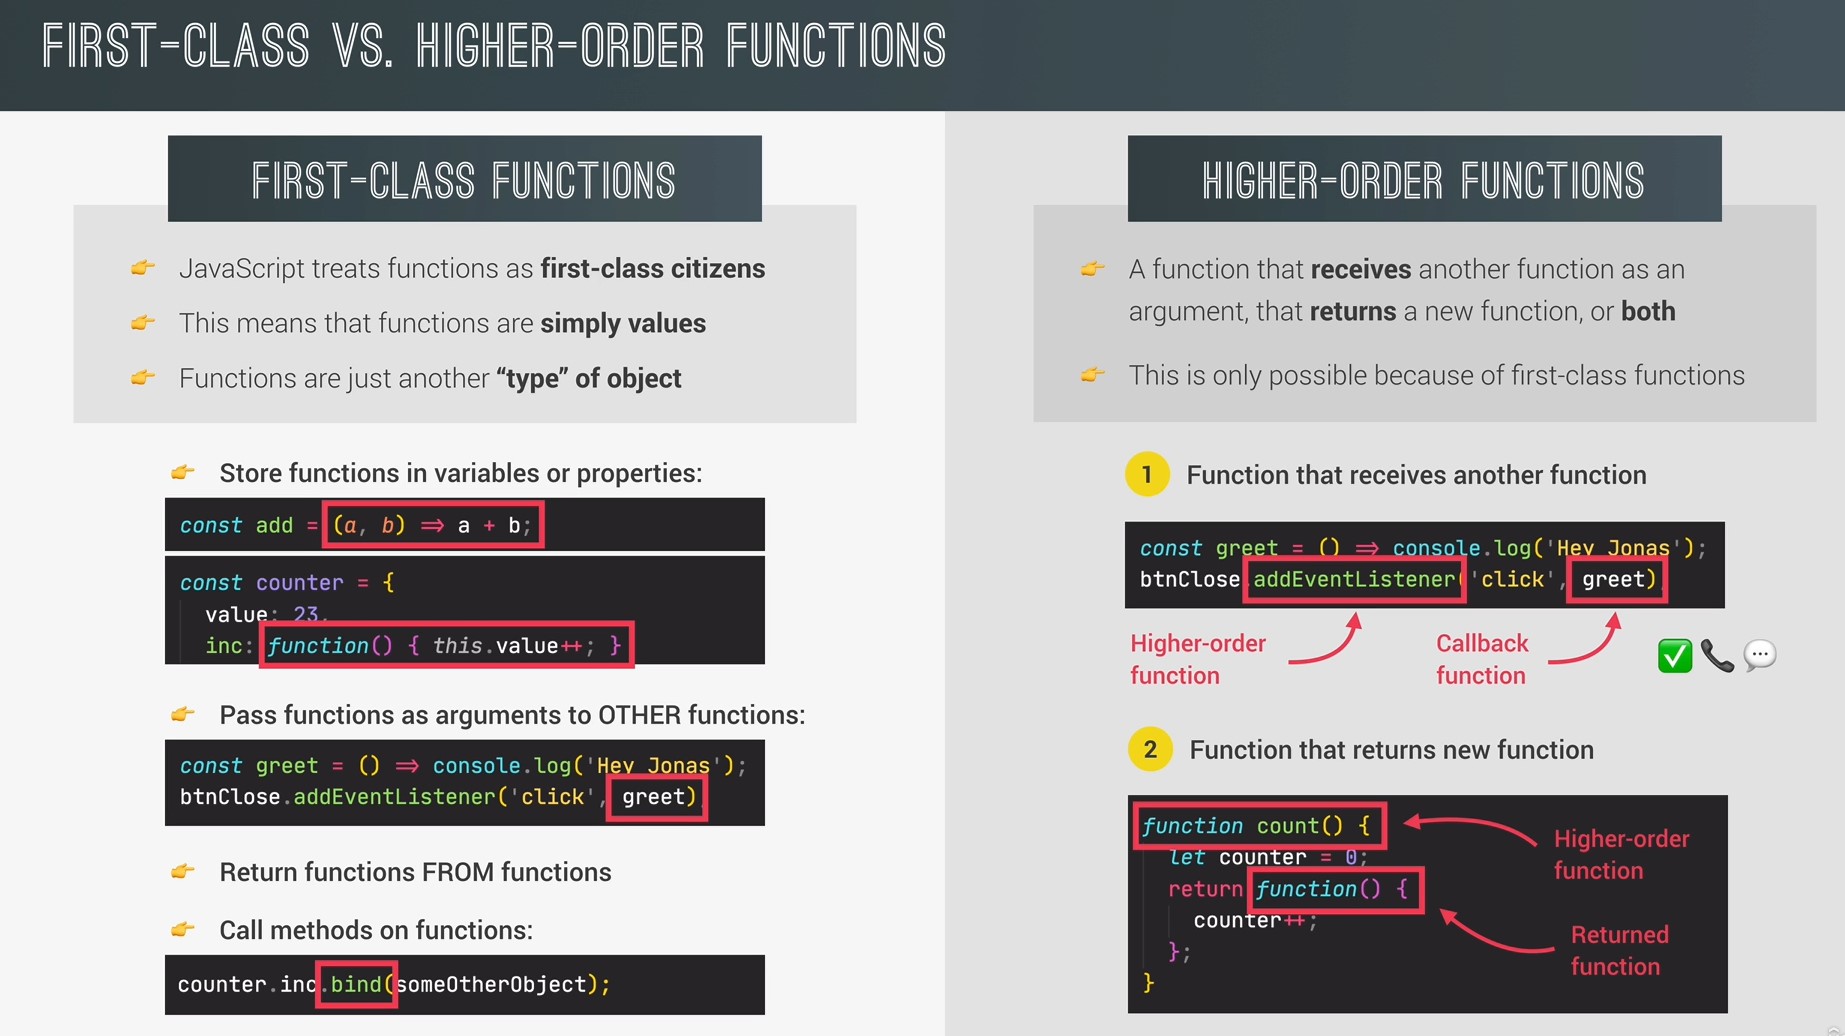 FIRST-CLASS VS. HIGHER-ORDER FUNCTIONS
FIRST-CLASS FUNCTIONS
JavaScript treats functions as first-class citizens
This means that functions are simply values
Functions are just another “type” of object
Store functions in variables or properties:
const add = (a, b) => a + b;
const counter = {
value: 23,
inc: function() { this.value++; }
Pass functions as arguments to OTHER functions:
const greet = () => console.log('Hey Jonas');
btnClose.addEventListener('click', greet)
Return functions FROM functions
Call methods on functions:
counter.inc.bind(someOtherObject);
HIGHER-ORDER FUNCTIONS
A function that receives another function as an
argument, that returns a new function, or both
This is only possible because of first-class functions
1 Function that receives another function
const greet = () => console.log('Hey Jonas');
btnClose.addEventListener('click', greet)
Higher-order
function
Callback
function
2 Function that returns new function
function count() {
let counter = 0;
return function() {
counter++;
};
}
Higher-order
function
Returned
function